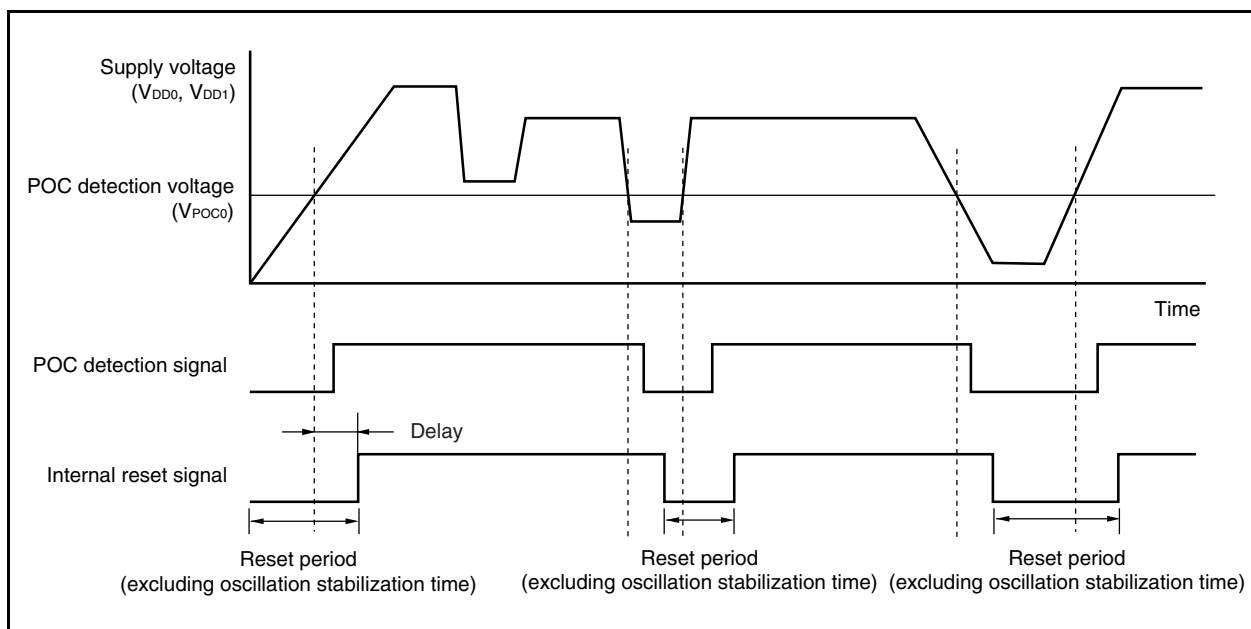 Supply voltage
(VDD0, VDD1)
POC detection voltage
(VPOC0)
Time
POC detection signal
Delay
Internal reset signal
Reset period
(excluding oscillation stabilization time)
Reset period
(excluding oscillation stabilization time)
Reset period
(excluding oscillation stabilization time)